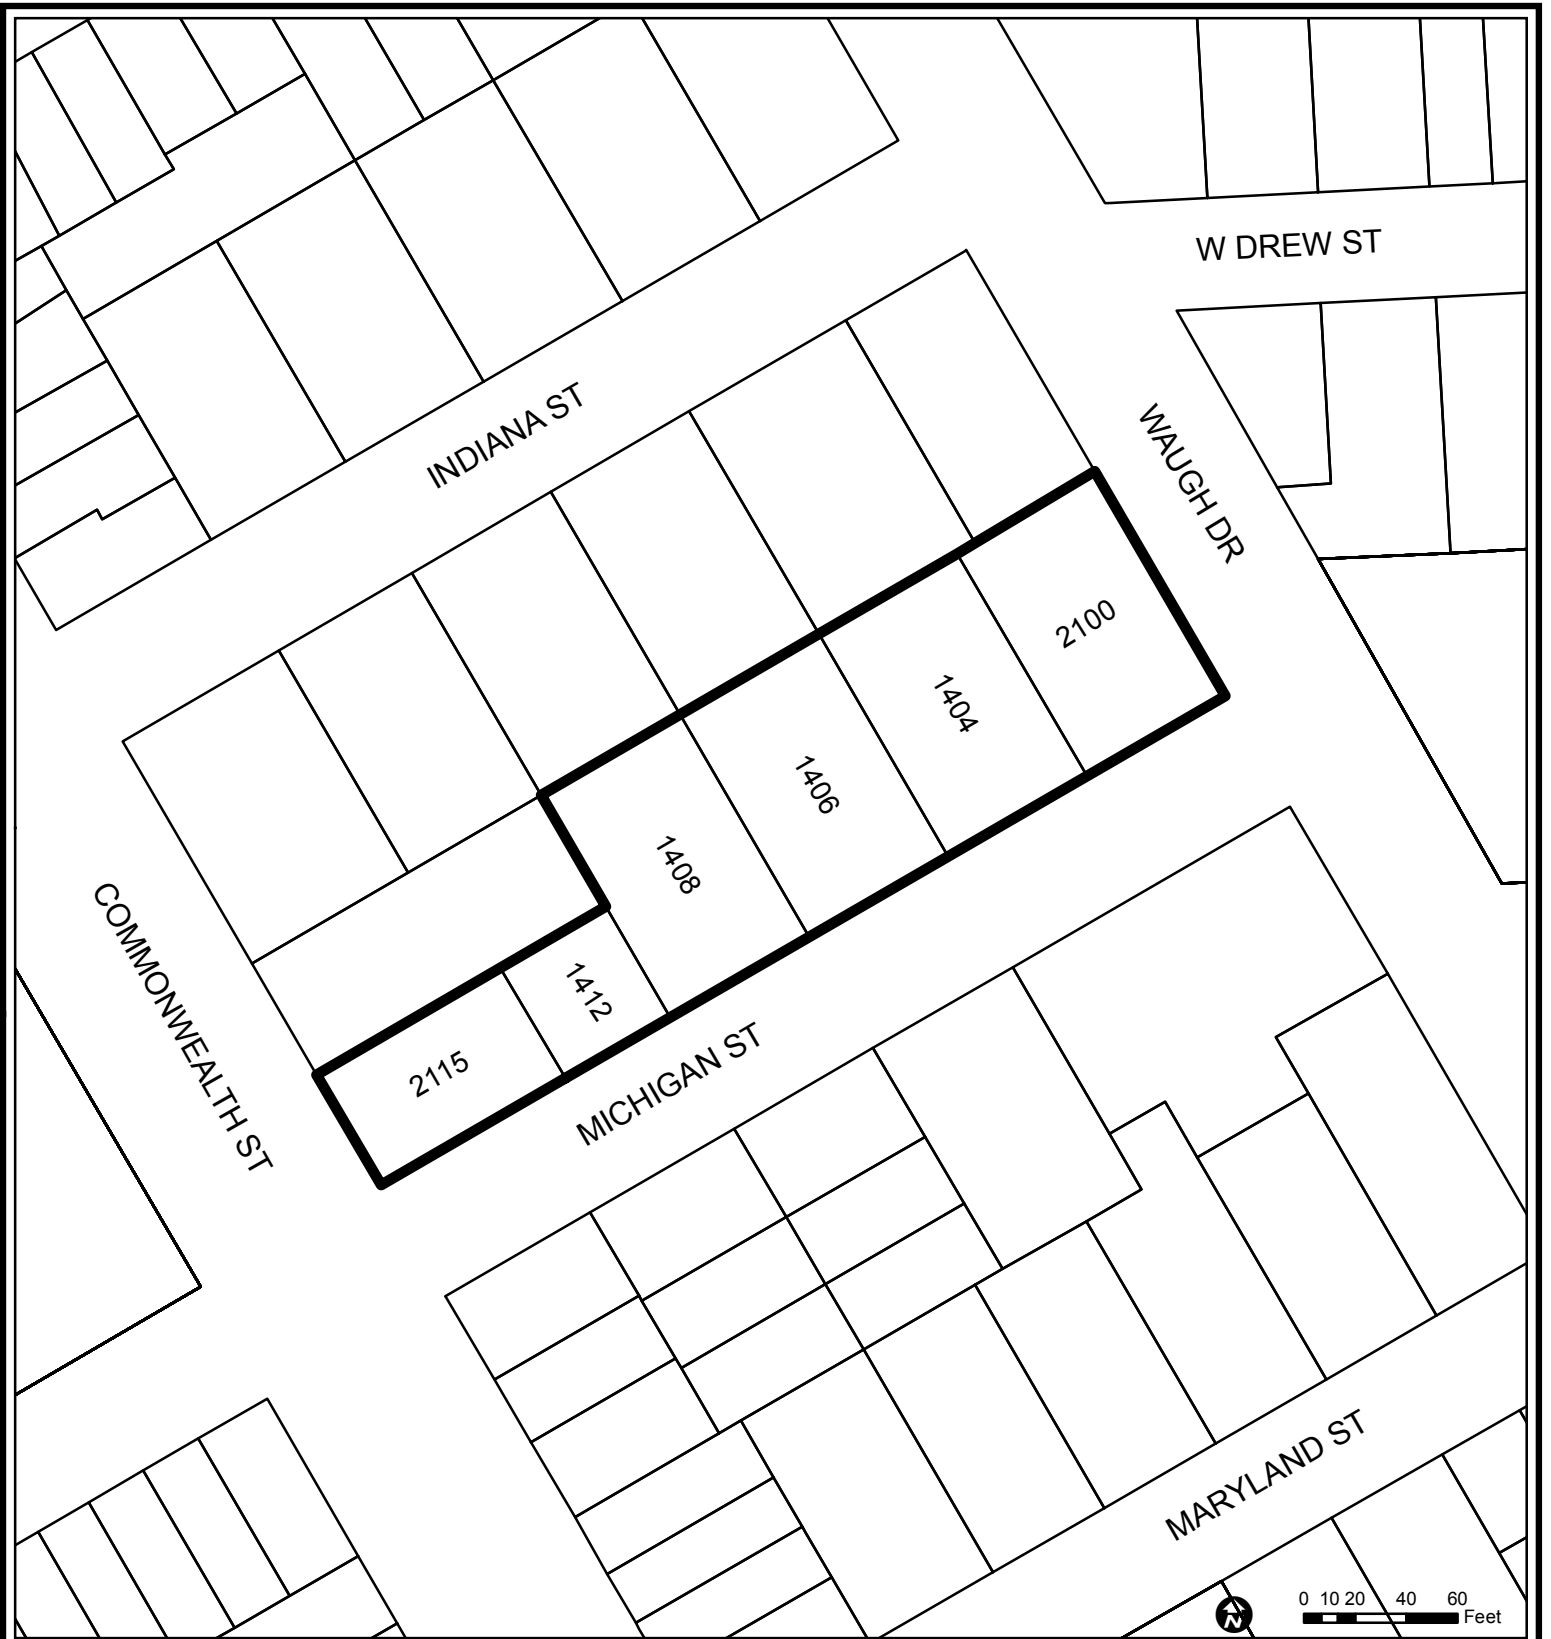 W DREW ST
INDIANA ST
WAUGH DR
2100
1404
1406
1408
1412
2115
COMMONWEALTH ST
MICHIGAN ST
MARYLAND ST
N
0 10 20 40 60
Feet